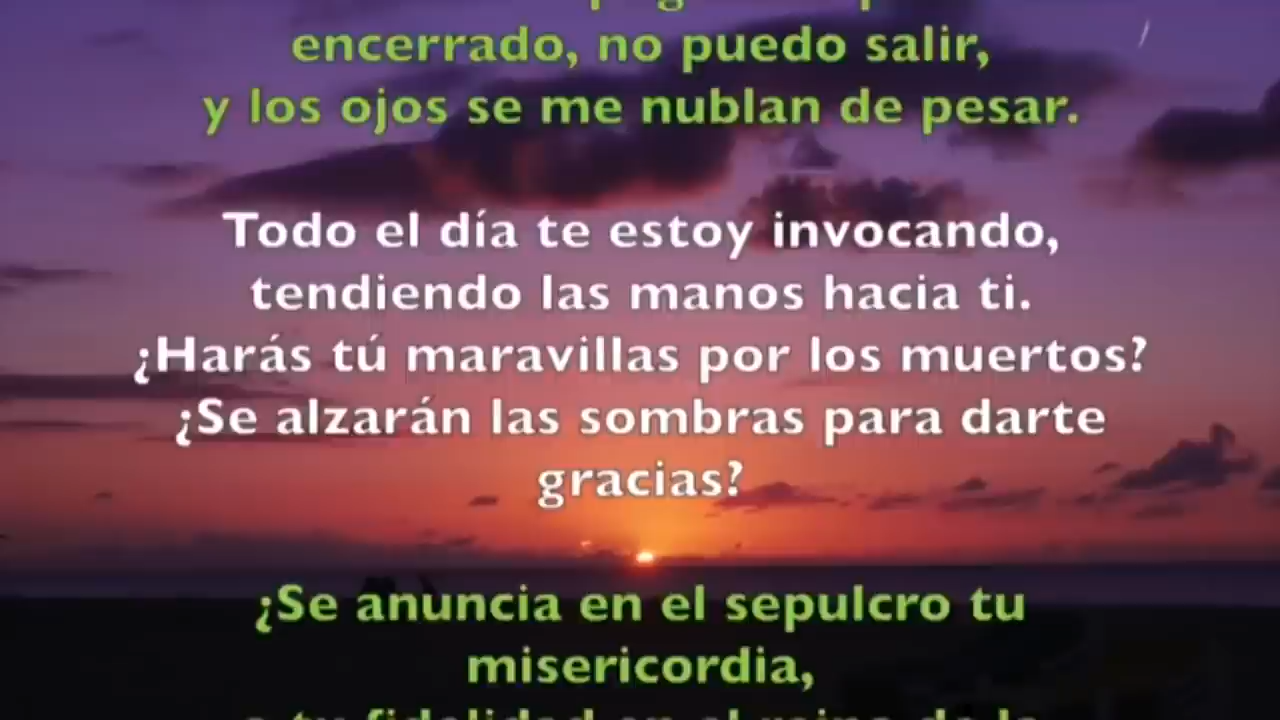 encerrado, no puedo salir,
y los ojos se me nublan de pesar.
Todo el día te estoy invocando,
tendiendo las manos hacia ti.
¿Harás tú maravillas por los muertos?
¿Se alzarán las sombras para darte
gracias?
¿Se anuncia en el sepulcro tu
misericordia,